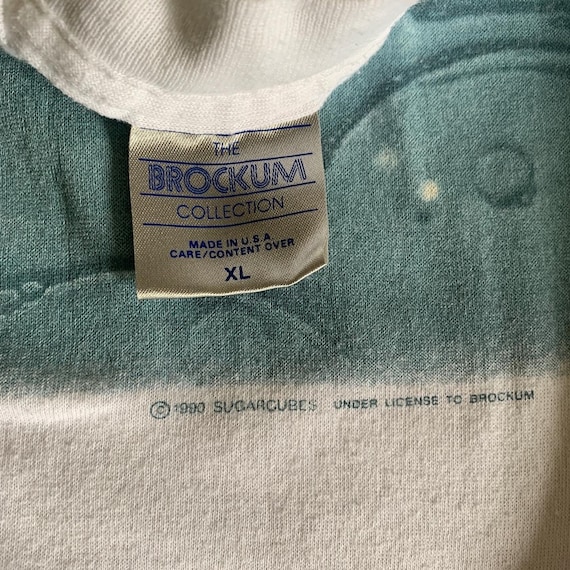 THE
BROCKUM
COLLECTION
MADE IN U.S.A
CARE/CONTENT OVER
XL
©1990 SUGARCUBES UNDER LICENSE TO BROCKUM